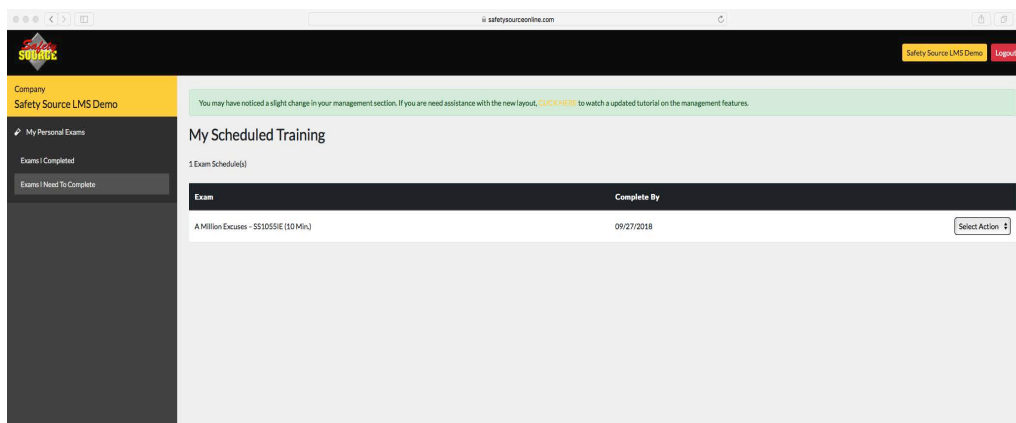 safetysourceonline.com
Safety
SOURCE
Safety Source LMS Demo
Logout
Company
Safety Source LMS Demo
My Personal Exams
Exams I Completed
Exams I Need To Complete
You may have noticed a slight change in your management section. If you are need assistance with the new layout, CLICK HERE to watch a updated tutorial on the management features.
My Scheduled Training
1 Exam Schedule(s)
Exam Complete By
A Million Excuses - SS1055IE (10 Min.) 09/27/2018 Select Action